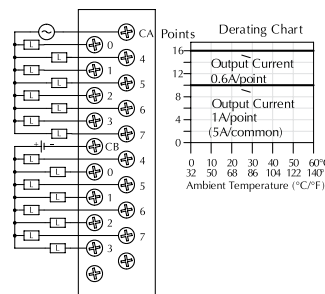 CA
L
0
L
4
L
1
L
5
L
2
L
6
L
3
L
7
+ -
CB
L
4
L
0
L
5
L
1
L
6
L
2
L
7
L
3
Points
Derating Chart
16
12
8
4
0
Output Current
0.6A/point
Output Current
1A/point
(5A/common)
0 10 20 30 40 50 60°C
32 50 68 86 104 122 140°F
Ambient Temperature (°C/°F)